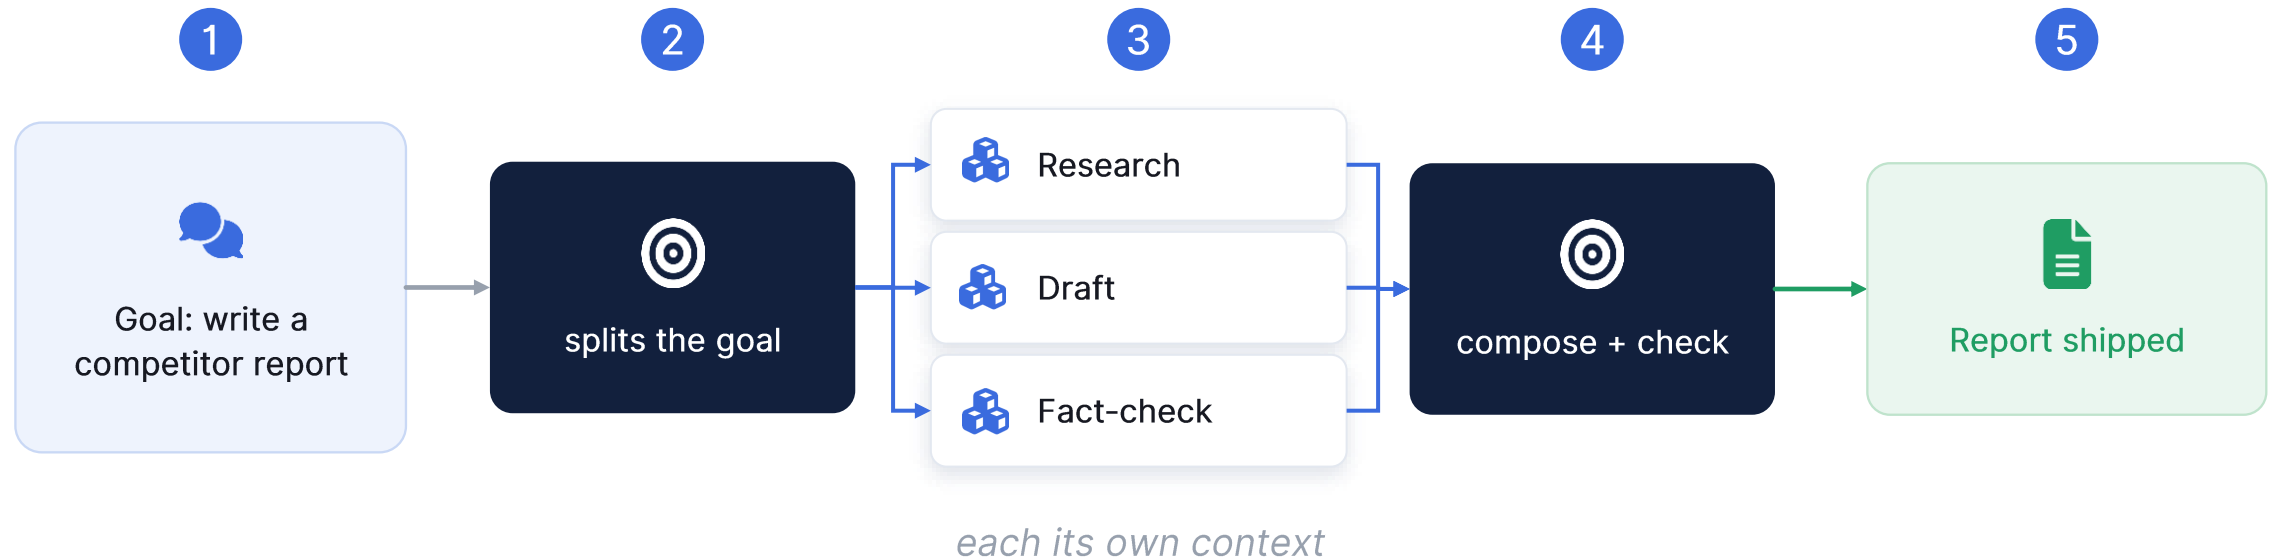 1
2
3
4
5
Goal: write a
competitor report
splits the goal
Research
Draft
Fact-check
compose + check
Report shipped
each its own context